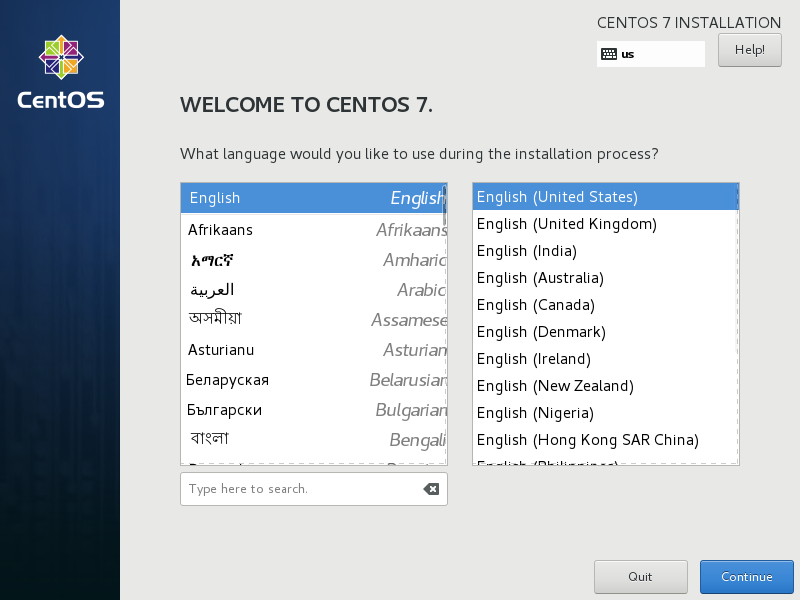 CentOS
CENTOS 7 INSTALLATION
us
Help!
WELCOME TO CENTOS 7.
What language would you like to use during the installation process?
English English
Afrikaans Afrikaans
አማርኛ Amharic
العربية Arabic
অসমীয়া Assamese
Asturianu Asturian
Беларуская Belarusian
Български Bulgarian
বাংলা Bengali
English (United States)
English (United Kingdom)
English (India)
English (Australia)
English (Canada)
English (Denmark)
English (Ireland)
English (New Zealand)
English (Nigeria)
English (Hong Kong SAR China)
English (Philippines)
Type here to search.
Quit
Continue